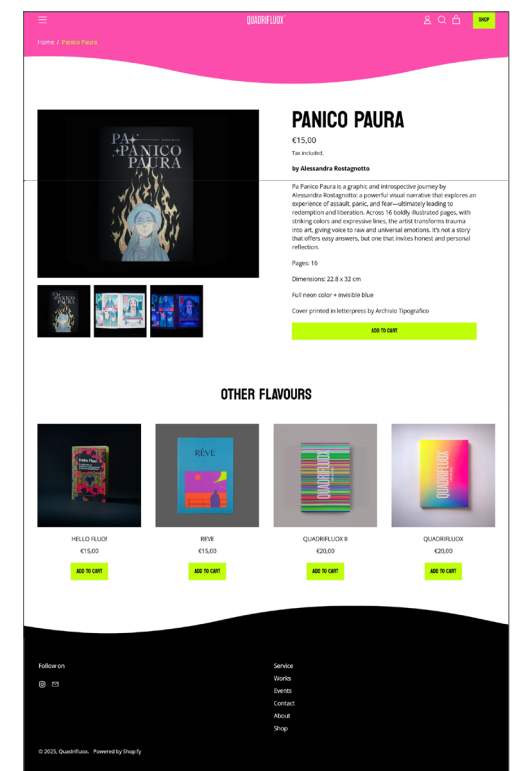 QUADRIFLUOX
SHOP
Home / Panico Paura
PA
PANICO
PAURA
PANICO PAURA
€15,00
Tax included.
by Alessandra Rostagnotto
Pa Panico Paura is a graphic and introspective journey by
Alessandra Rostagnotto: a powerful visual narrative that explores an
experience of assault, panic, and fear—ultimately leading to
redemption and liberation. Across 16 boldly illustrated pages, with
striking colors and expressive lines, the artist transforms trauma
into art, giving voice to raw and universal emotions. It's not a story
that offers easy answers, but one that invites honest and personal
reflection.
Pages: 16
Dimensions: 22.8 x 32 cm
Full neon color + invisible blue
Cover printed in letterpress by Archivio Tipografico
ADD TO CART
OTHER FLAVOURS
RÊVE
QUADRIFLUOX
QUADRIFLUOX
HELLO FLUO!
€15,00
ADD TO CART
REVE
€15,00
ADD TO CART
QUADRIFLUOX II
€20,00
ADD TO CART
QUADRIFLUOX
€20,00
ADD TO CART
Follow on
Service
Works
Events
Contact
About
Shop
© 2025, Quadrifluox. Powered by Shopify